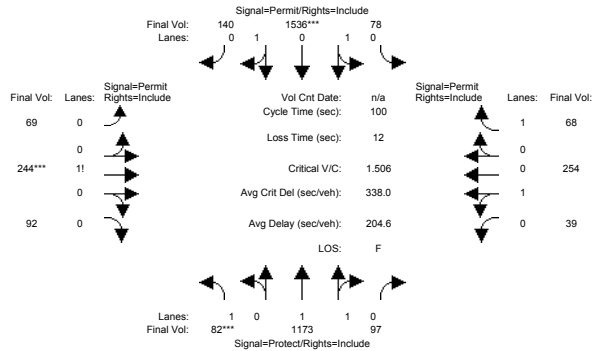 Signal=Permit/Rights=Include
Final Vol: 140 1536*** 78
Lanes: 0 1 0 1 0
Signal=Permit
Final Vol: Lanes: Rights=Include
Vol Cnt Date: n/a
Signal=Permit
Rights=Include Lanes: Final Vol:
Cycle Time (sec): 100
69 0
1 68
Loss Time (sec): 12
0
0
244*** 1!
Critical V/C: 1.506
0 254
0
Avg Crit Del (sec/veh): 338.0
1
92 0
Avg Delay (sec/veh): 204.6
0 39
LOS: F
Lanes: 1 0 1 1 0
Final Vol: 82*** 1173 97
Signal=Protect/Rights=Include